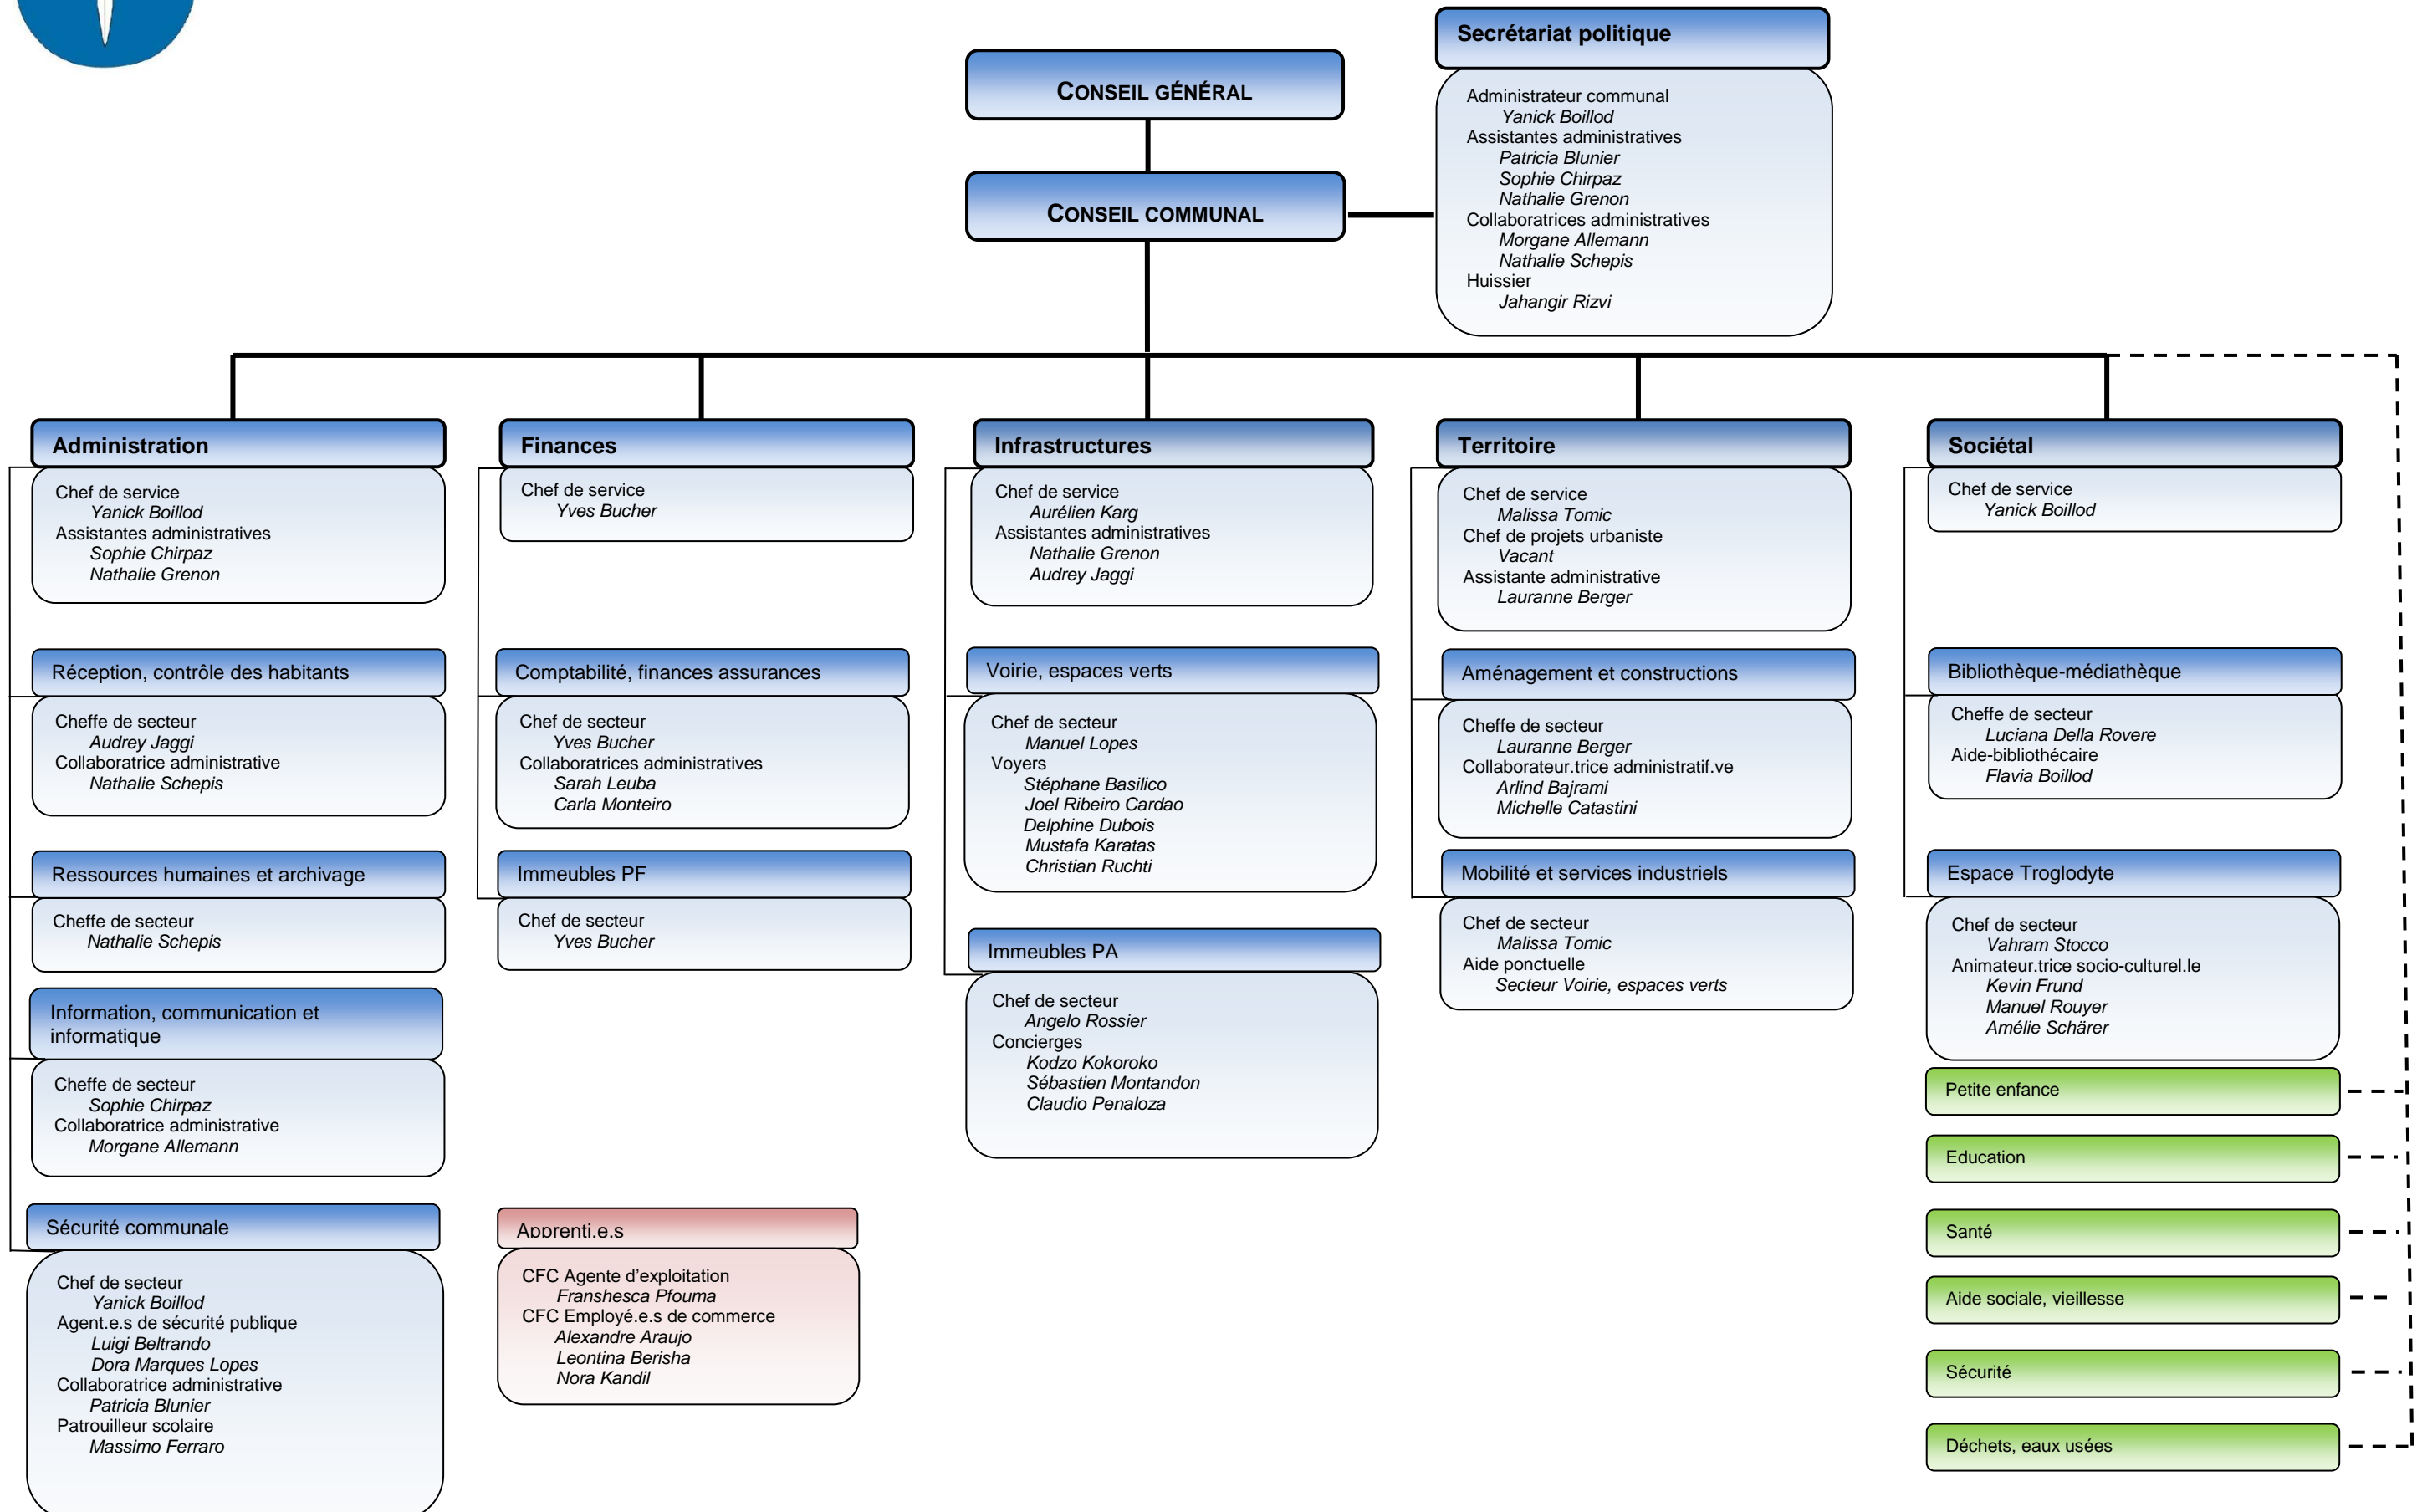 Secrétariat politique
Administrateur communal
Yanick Boillod
Assistantes administratives
Patricia Blunier
Sophie Chirpaz
Nathalie Grenon
Collaboratrices administratives
Morgane Allemann
Nathalie Schepis
Huissier
Jahangir Rizvi
CONSEIL GÉNÉRAL
CONSEIL COMMUNAL
Administration
Chef de service
Yanick Boillod
Assistantes administratives
Sophie Chirpaz
Nathalie Grenon
Réception, contrôle des habitants
Cheffe de secteur
Audrey Jaggi
Collaboratrice administrative
Nathalie Schepis
Ressources humaines et archivage
Cheffe de secteur
Nathalie Schepis
Information, communication et
informatique
Cheffe de secteur
Sophie Chirpaz
Collaboratrice administrative
Morgane Allemann
Sécurité communale
Chef de secteur
Yanick Boillod
Agent.e.s de sécurité publique
Luigi Beltrando
Dora Marques Lopes
Collaboratrice administrative
Patricia Blunier
Patrouilleur scolaire
Massimo Ferraro
Finances
Chef de service
Yves Bucher
Comptabilité, finances assurances
Chef de secteur
Yves Bucher
Collaboratrices administratives
Sarah Leuba
Carla Monteiro
Immeubles PF
Chef de secteur
Yves Bucher
Apprenti.e.s
CFC Agente d'exploitation
Franshesca Pfouma
CFC Employé.e.s de commerce
Alexandre Araujo
Leontina Berisha
Nora Kandil
Infrastructures
Chef de service
Aurélien Karg
Assistantes administratives
Nathalie Grenon
Audrey Jaggi
Voirie, espaces verts
Chef de secteur
Manuel Lopes
Voyers
Stéphane Basilico
Joel Ribeiro Cardao
Delphine Dubois
Mustafa Karatas
Christian Ruchti
Immeubles PA
Chef de secteur
Angelo Rossier
Concierges
Kodzo Kokoroko
Sébastien Montandon
Claudio Penaloza
Territoire
Chef de service
Malissa Tomic
Chef de projets urbaniste
Vacant
Assistante administrative
Lauranne Berger
Aménagement et constructions
Cheffe de secteur
Lauranne Berger
Collaborateur.trice administratif.ve
Arlind Bajrami
Michelle Catastini
Mobilité et services industriels
Chef de secteur
Malissa Tomic
Aide ponctuelle
Secteur Voirie, espaces verts
Sociétal
Chef de service
Yanick Boillod
Bibliothèque-médiathèque
Cheffe de secteur
Luciana Della Rovere
Aide-bibliothécaire
Flavia Boillod
Espace Troglodyte
Chef de secteur
Vahram Stocco
Animateur.trice socio-culturel.le
Kevin Frund
Manuel Rouyer
Amélie Schärer
Petite enfance
Education
Santé
Aide sociale, vieillesse
Sécurité
Déchets, eaux usées